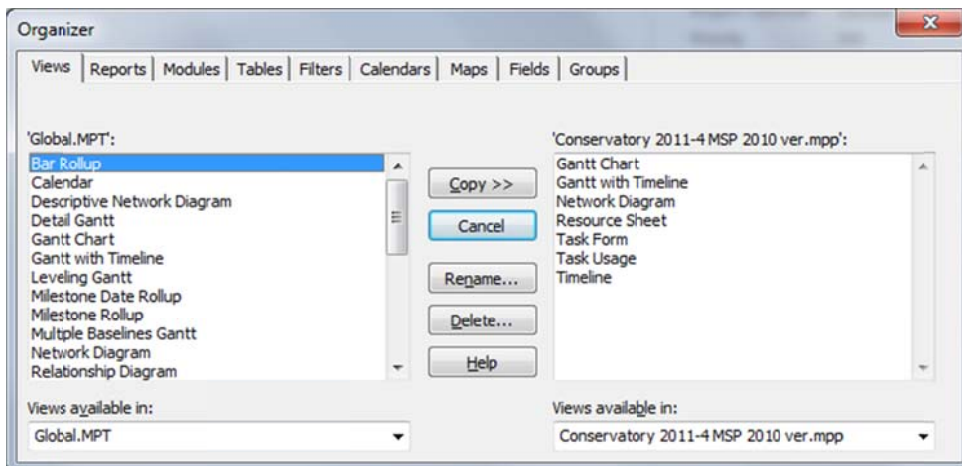 Organizer
Views Reports Modules Tables Filters Calendars Maps Fields Groups
'Global.MPT':
Bar Rollup
Calendar
Descriptive Network Diagram
Detail Gantt
Gantt Chart
Gantt with Timeline
Leveling Gantt
Milestone Date Rollup
Milestone Rollup
Multiple Baselines Gantt
Network Diagram
Relationship Diagram
Copy >>
Cancel
Rename...
Delete...
Help
'Conservatory 2011-4 MSP 2010 ver.mpp':
Gantt Chart
Gantt with Timeline
Network Diagram
Resource Sheet
Task Form
Task Usage
Timeline
Views available in:
Global.MPT
Views available in:
Conservatory 2011-4 MSP 2010 ver.mpp